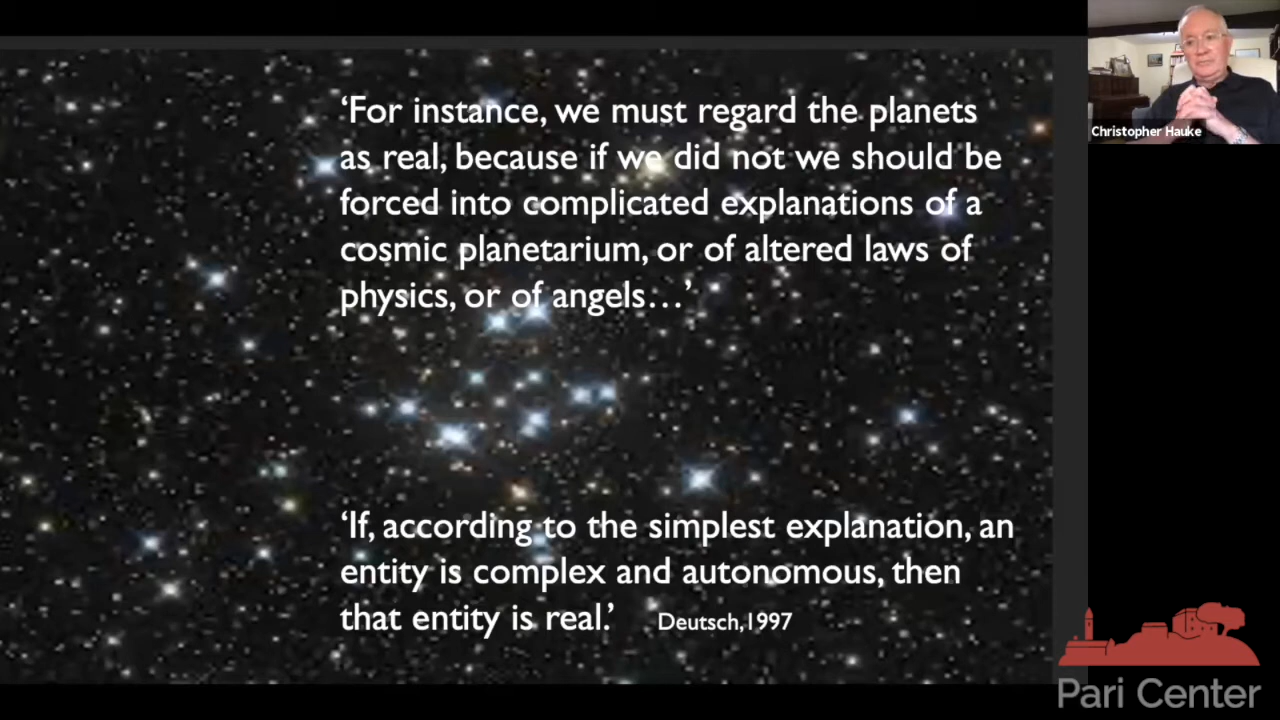 ‘For instance, we must regard the planets
as real, because if we did not we should be
forced into complicated explanations of a
cosmic planetarium, or of altered laws of
physics, or of angels…’
‘If, according to the simplest explanation, an
entity is complex and autonomous, then
that entity is real.’ Deutsch,1997
Christopher Hauke
Pari Center